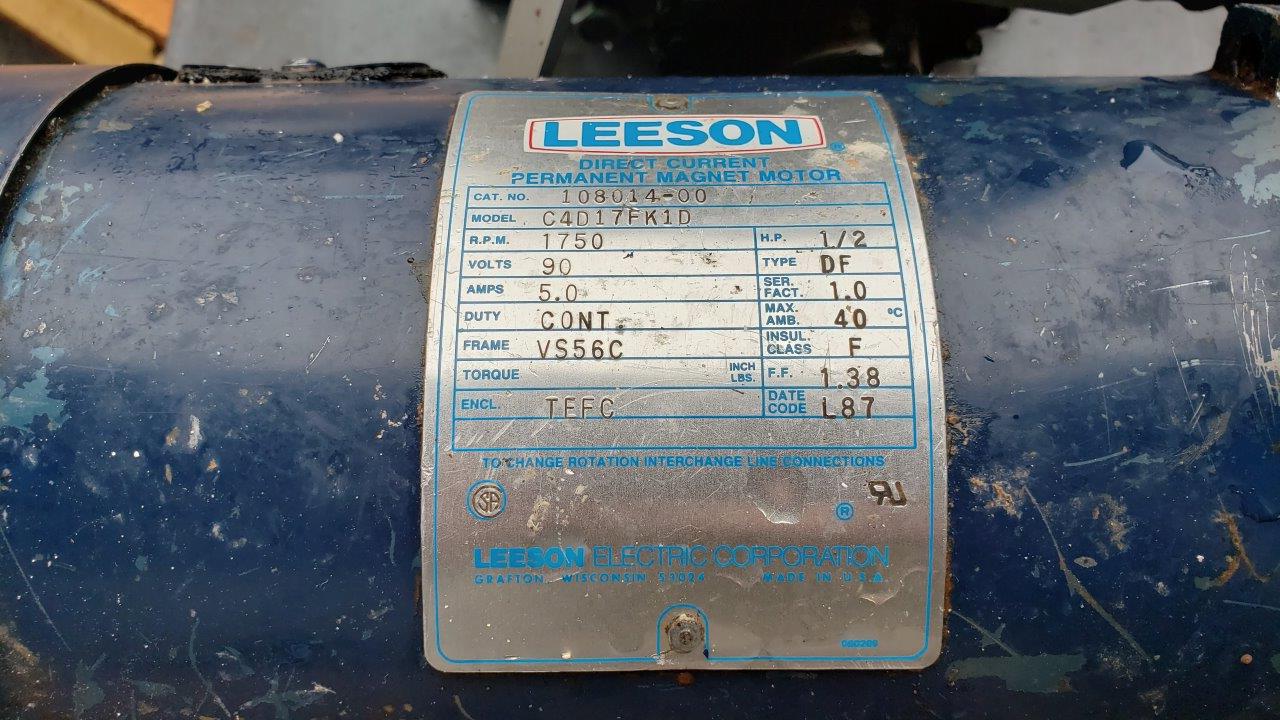 LEESON ®
DIRECT CURRENT
PERMANENT MAGNET MOTOR
CAT. NO. 108014-00
MODEL C4D17FK1D
R.P.M. 1750 H.P. 1/2
VOLTS 90 TYPE DF
AMPS 5.0 SER. FACT. 1.0
DUTY CONT. MAX. AMB. 40 °C
FRAME VS56C INSUL. CLASS F
TORQUE INCH LBS. F.F. 1.38
ENCL. TEFC DATE CODE L87
TO CHANGE ROTATION INTERCHANGE LINE CONNECTIONS
SA ® RU
LEESON ELECTRIC CORPORATION
GRAFTON, WISCONSIN 53024 MADE IN U.S.A.